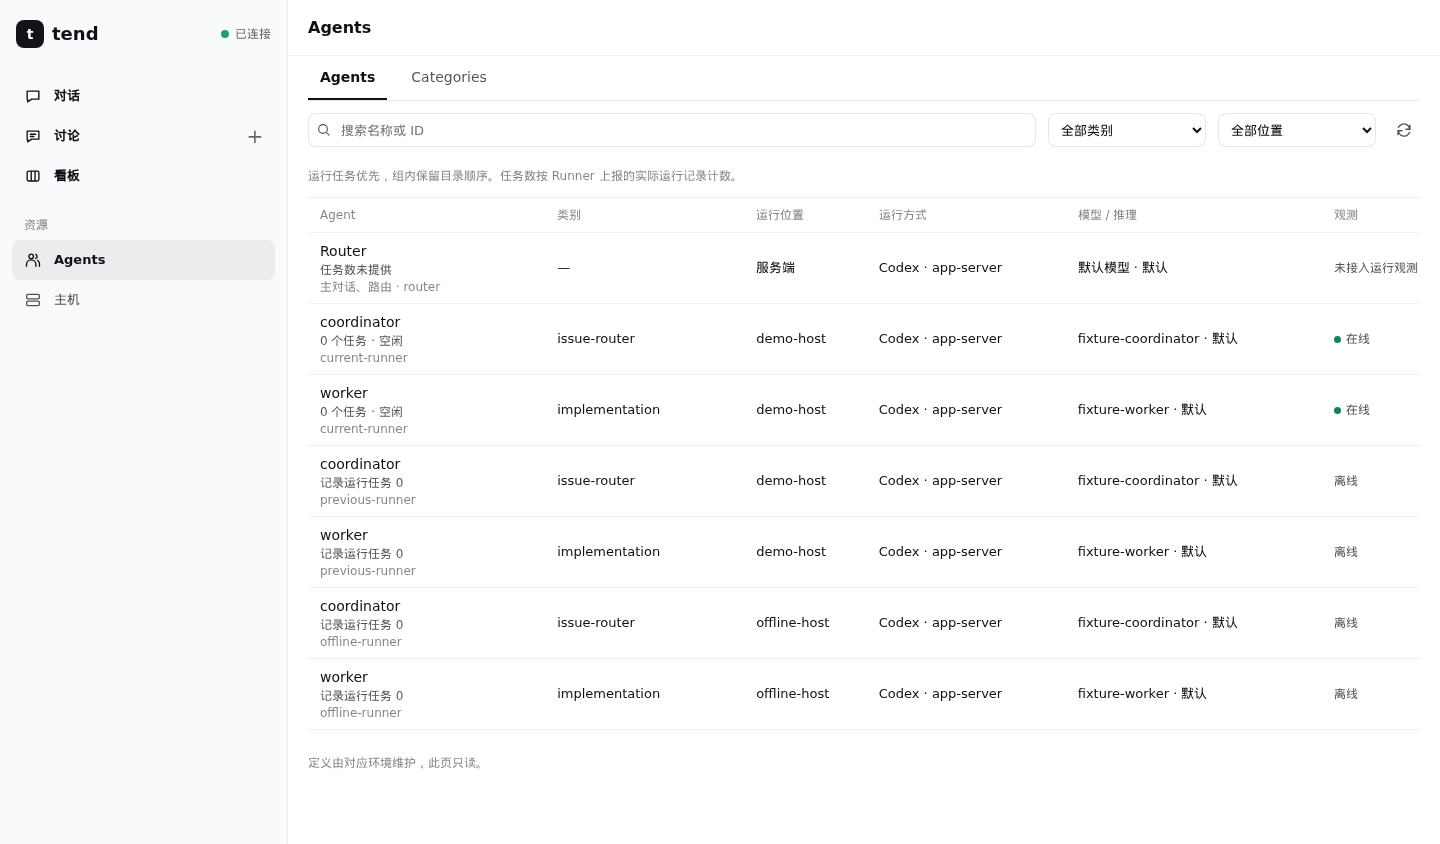 t tend 已连接
对话
讨论
看板
资源
Agents
主机
Agents
Agents Categories
搜索名称或 ID 全部类别 全部位置
运行任务优先，组内保留目录顺序。任务数按 Runner 上报的实际运行记录计数。
Agent 类别 运行位置 运行方式 模型 / 推理 观测
Router
任务数未提供
主对话、路由 · router
— 服务端 Codex · app-server 默认模型 · 默认 未接入运行观测
coordinator
0 个任务 · 空闲
current-runner
issue-router demo-host Codex · app-server fixture-coordinator · 默认 在线
worker
0 个任务 · 空闲
current-runner
implementation demo-host Codex · app-server fixture-worker · 默认 在线
coordinator
记录运行任务 0
previous-runner
issue-router demo-host Codex · app-server fixture-coordinator · 默认 离线
worker
记录运行任务 0
previous-runner
implementation demo-host Codex · app-server fixture-worker · 默认 离线
coordinator
记录运行任务 0
offline-runner
issue-router offline-host Codex · app-server fixture-coordinator · 默认 离线
worker
记录运行任务 0
offline-runner
implementation offline-host Codex · app-server fixture-worker · 默认 离线
定义由对应环境维护，此页只读。